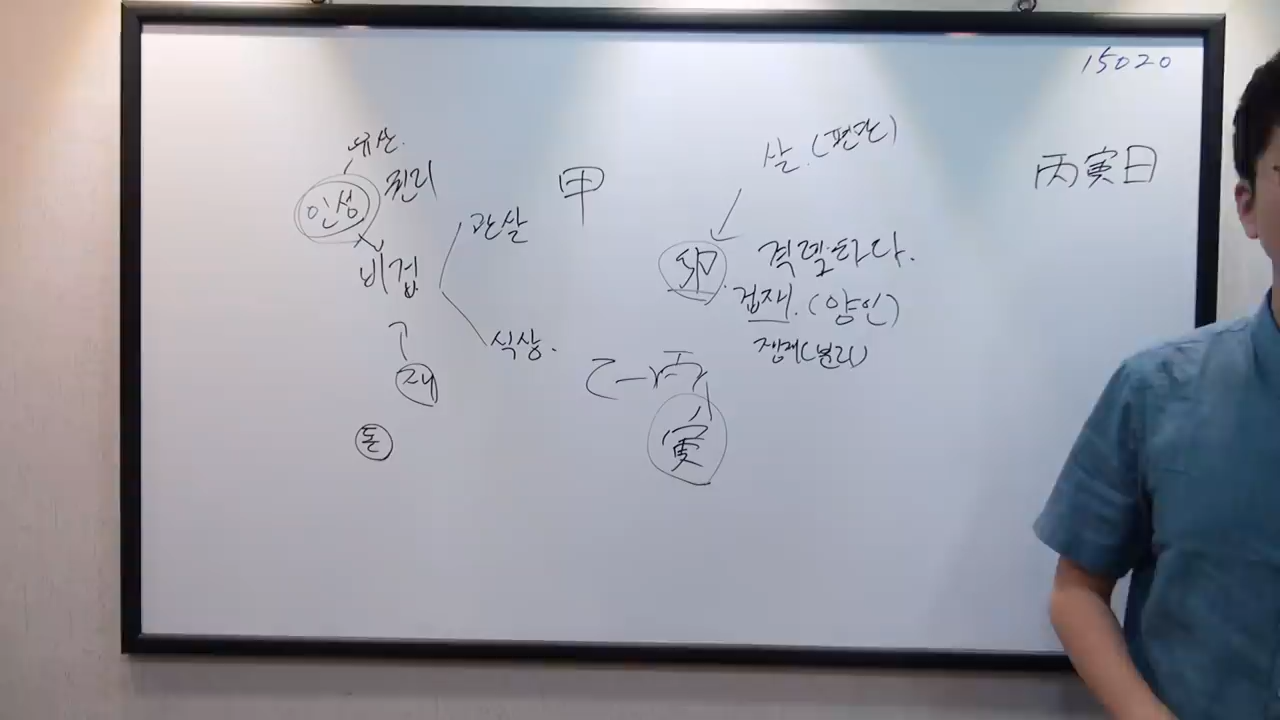 15020
丙寅日
유산.
인성 권리
비겁
관살
식상.
재
돈
甲
살.(편관)
卯 격렬하다.
겁재.(양인)
쟁재(분리)
乙-丙
寅